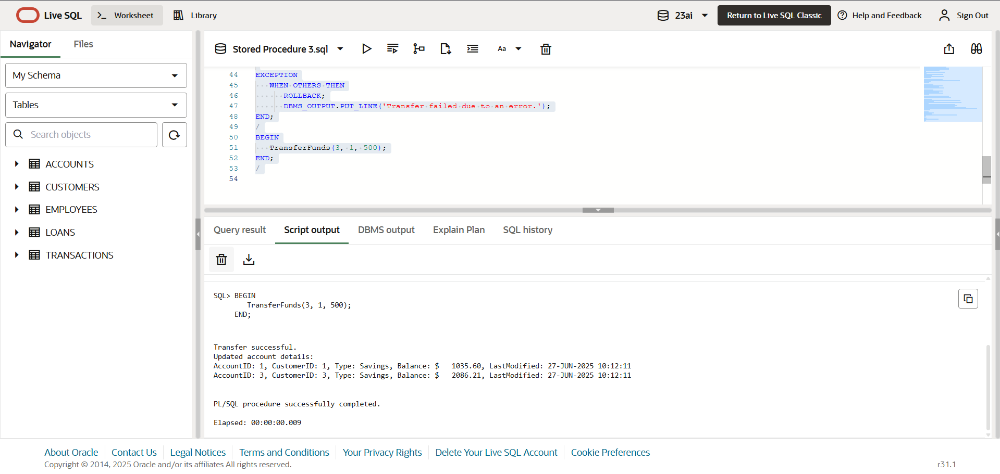 Live SQL
Worksheet
Library
23ai
Return to Live SQL Classic
Help and Feedback
Sign Out
Navigator
Files
My Schema
Tables
Search objects
ACCOUNTS
CUSTOMERS
EMPLOYEES
LOANS
TRANSACTIONS
Stored Procedure 3.sql
Aa
44 EXCEPTION
45 WHEN OTHERS THEN
46 ROLLBACK;
47 DBMS_OUTPUT.PUT_LINE('Transfer failed due to an error.');
48 END;
49 /
50 BEGIN
51 TransferFunds(3, 1, 500);
52 END;
53 /
54
Query result
Script output
DBMS output
Explain Plan
SQL history
SQL> BEGIN
TransferFunds(3, 1, 500);
END;
Transfer successful.
Updated account details:
AccountID: 1, CustomerID: 1, Type: Savings, Balance: $   1035.60, LastModified: 27-JUN-2025 10:12:11
AccountID: 3, CustomerID: 3, Type: Savings, Balance: $   2086.21, LastModified: 27-JUN-2025 10:12:11
PL/SQL procedure successfully completed.
Elapsed: 00:00:00.009
About Oracle
Contact Us
Legal Notices
Terms and Conditions
Your Privacy Rights
Delete Your Live SQL Account
Cookie Preferences
Copyright © 2014, 2025 Oracle and/or its affiliates All rights reserved.
r31.1